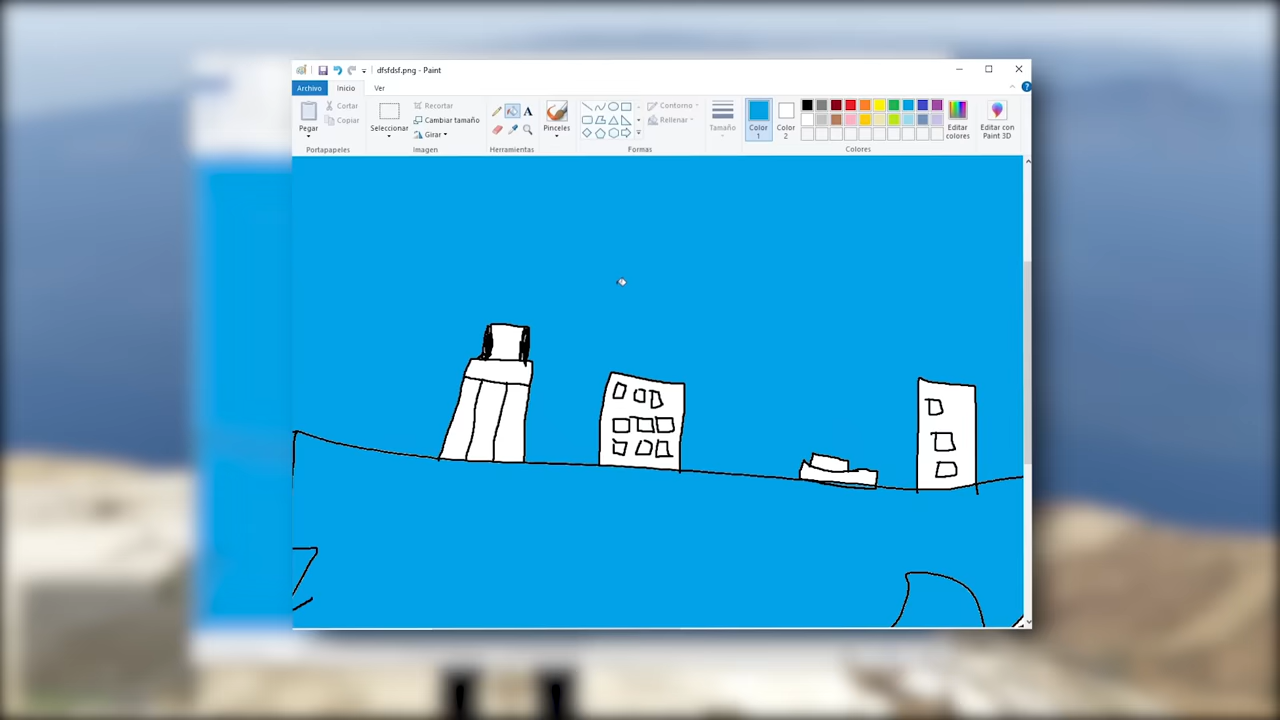 dfsfdsf.png - Paint
Archivo Inicio Ver
Pegar
Cortar
Copiar
Portapapeles
Seleccionar
Recortar
Cambiar tamaño
Girar
Imagen
A
Herramientas
Pinceles
Contorno
Rellenar
Formas
Tamaño
Color
1
Color
2
Editar
colores
Colores
Editar con
Paint 3D